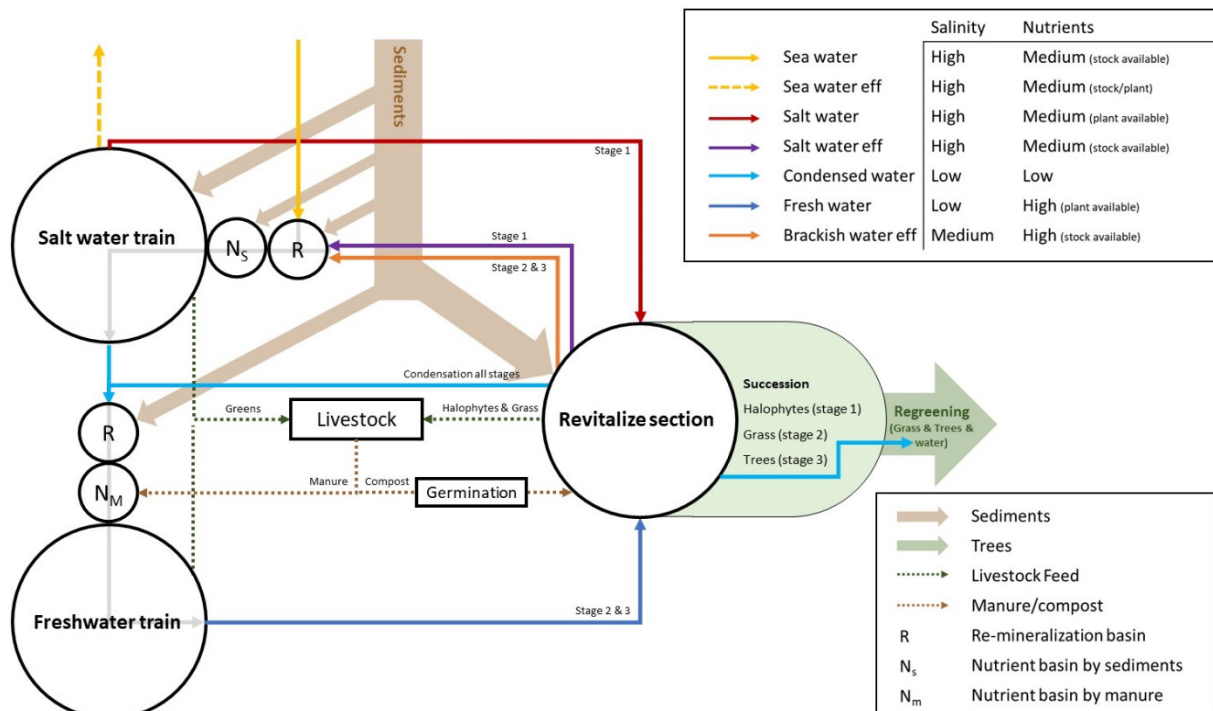 Salinity Nutrients
Sea water High Medium (stock available)
Sea water eff High Medium (stock/plant)
Salt water High Medium (plant available)
Salt water eff High Medium (stock available)
Condensed water Low Low
Fresh water Low High (plant available)
Brackish water eff Medium High (stock available)
Sediments
Stage 1
Salt water train
NS
R
Stage 1
Stage 2 & 3
Condensation all stages
Greens
Livestock
Halophytes & Grass
R
NM
Manure
Compost
Germination
Revitalize section
Succession
Halophytes (stage 1)
Grass (stage 2)
Trees (stage 3)
Regreening
(Grass & Trees &
water)
Freshwater train
Stage 2 & 3
Sediments
Trees
Livestock Feed
Manure/compost
R Re-mineralization basin
Ns Nutrient basin by sediments
Nm Nutrient basin by manure